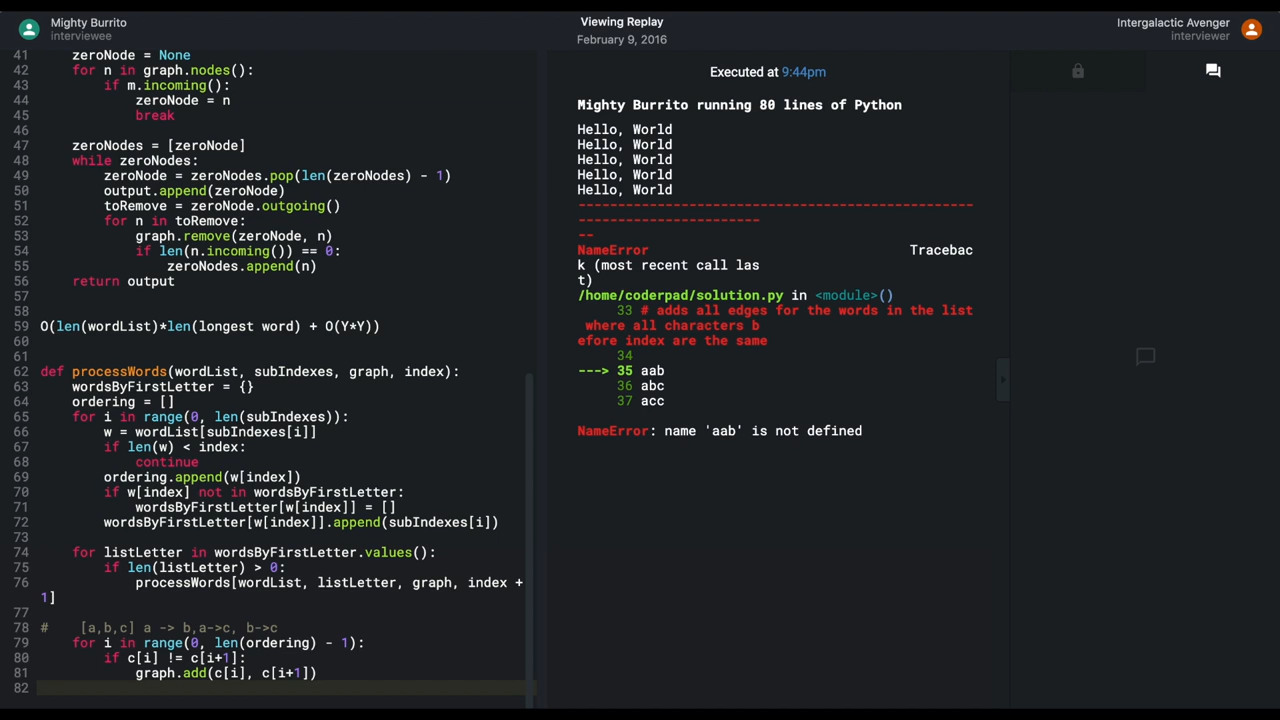 Mighty Burrito
interviewee
Viewing Replay
February 9, 2016
Intergalactic Avenger
interviewer
41     zeroNode = None
42     for n in graph.nodes():
43         if m.incoming():
44             zeroNode = n
45             break
46
47     zeroNodes = [zeroNode]
48     while zeroNodes:
49         zeroNode = zeroNodes.pop(len(zeroNodes) - 1)
50         output.append(zeroNode)
51         toRemove = zeroNode.outgoing()
52         for n in toRemove:
53             graph.remove(zeroNode, n)
54             if len(n.incoming()) == 0:
55                 zeroNodes.append(n)
56     return output
57
58
59 O(len(wordList)*len(longest word) + O(Y*Y))
60
61
62 def processWords(wordList, subIndexes, graph, index):
63     wordsByFirstLetter = {}
64     ordering = []
65     for i in range(0, len(subIndexes)):
66         w = wordList[subIndexes[i]]
67         if len(w) < index:
68             continue
69         ordering.append(w[index])
70         if w[index] not in wordsByFirstLetter:
71             wordsByFirstLetter[w[index]] = []
72         wordsByFirstLetter[w[index]].append(subIndexes[i])
73
74     for listLetter in wordsByFirstLetter.values():
75         if len(listLetter) > 0:
76             processWords[wordList, listLetter, graph, index +
1]
77
78 #    [a,b,c] a -> b,a->c, b->c
79     for i in range(0, len(ordering) - 1):
80         if c[i] != c[i+1]:
81             graph.add(c[i], c[i+1])
82
Executed at 9:44pm
Mighty Burrito running 80 lines of Python
Hello, World
Hello, World
Hello, World
Hello, World
Hello, World
--------------------------------------------------
-----------------------
--
NameError                                 Tracebac
k (most recent call las
t)
/home/coderpad/solution.py in <module>()
     33 # adds all edges for the words in the list
 where all characters b
efore index are the same
     34
---> 35 aab
     36 abc
     37 acc
NameError: name 'aab' is not defined